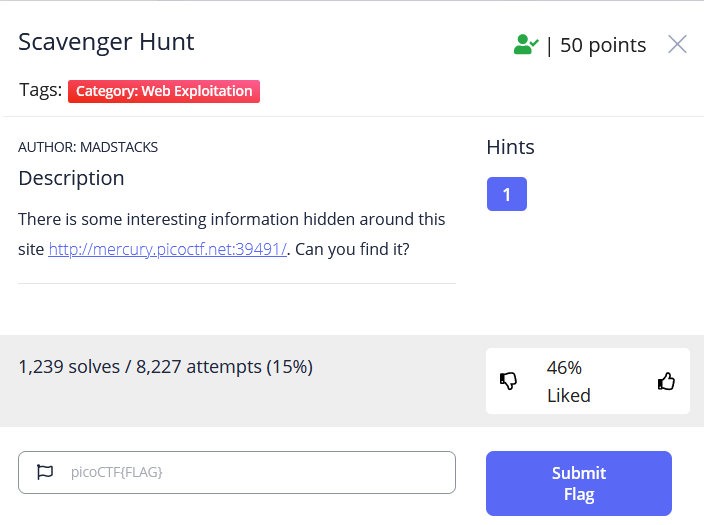 Scavenger Hunt
| 50 points
Tags: Category: Web Exploitation
AUTHOR: MADSTACKS
Hints
Description
1
There is some interesting information hidden around this
site http://mercury.picoctf.net:39491/. Can you find it?
1,239 solves / 8,227 attempts (15%)
46%
Liked
picoCTF{FLAG}
Submit
Flag